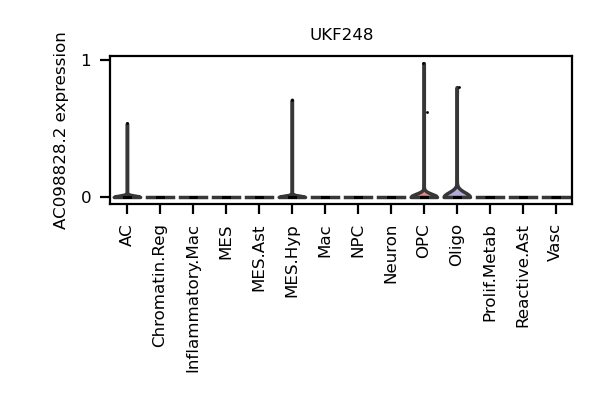 UKF248
AC098828.2 expression
1
0
AC
Chromatin.Reg
Inflammatory.Mac
MES
MES.Ast
MES.Hyp
Mac
NPC
Neuron
OPC
Oligo
Prolif.Metab
Reactive.Ast
Vasc